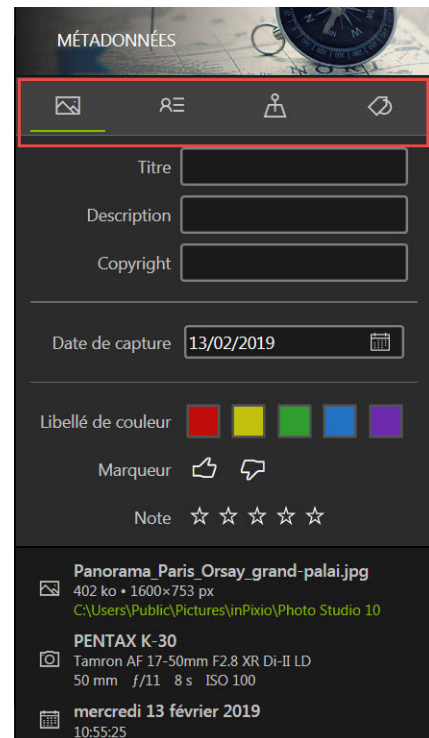 MÉTADONNÉES
Titre
Description
Copyright
Date de capture 13/02/2019
Libellé de couleur
Marqueur
Note
Panorama_Paris_Orsay_grand-palai.jpg
402 ko • 1600×753 px
C:\Users\Public\Pictures\inPixio\Photo Studio 10
PENTAX K-30
Tamron AF 17-50mm F2.8 XR Di-II LD
50 mm ƒ/11 8 s ISO 100
mercredi 13 février 2019
10:55:25